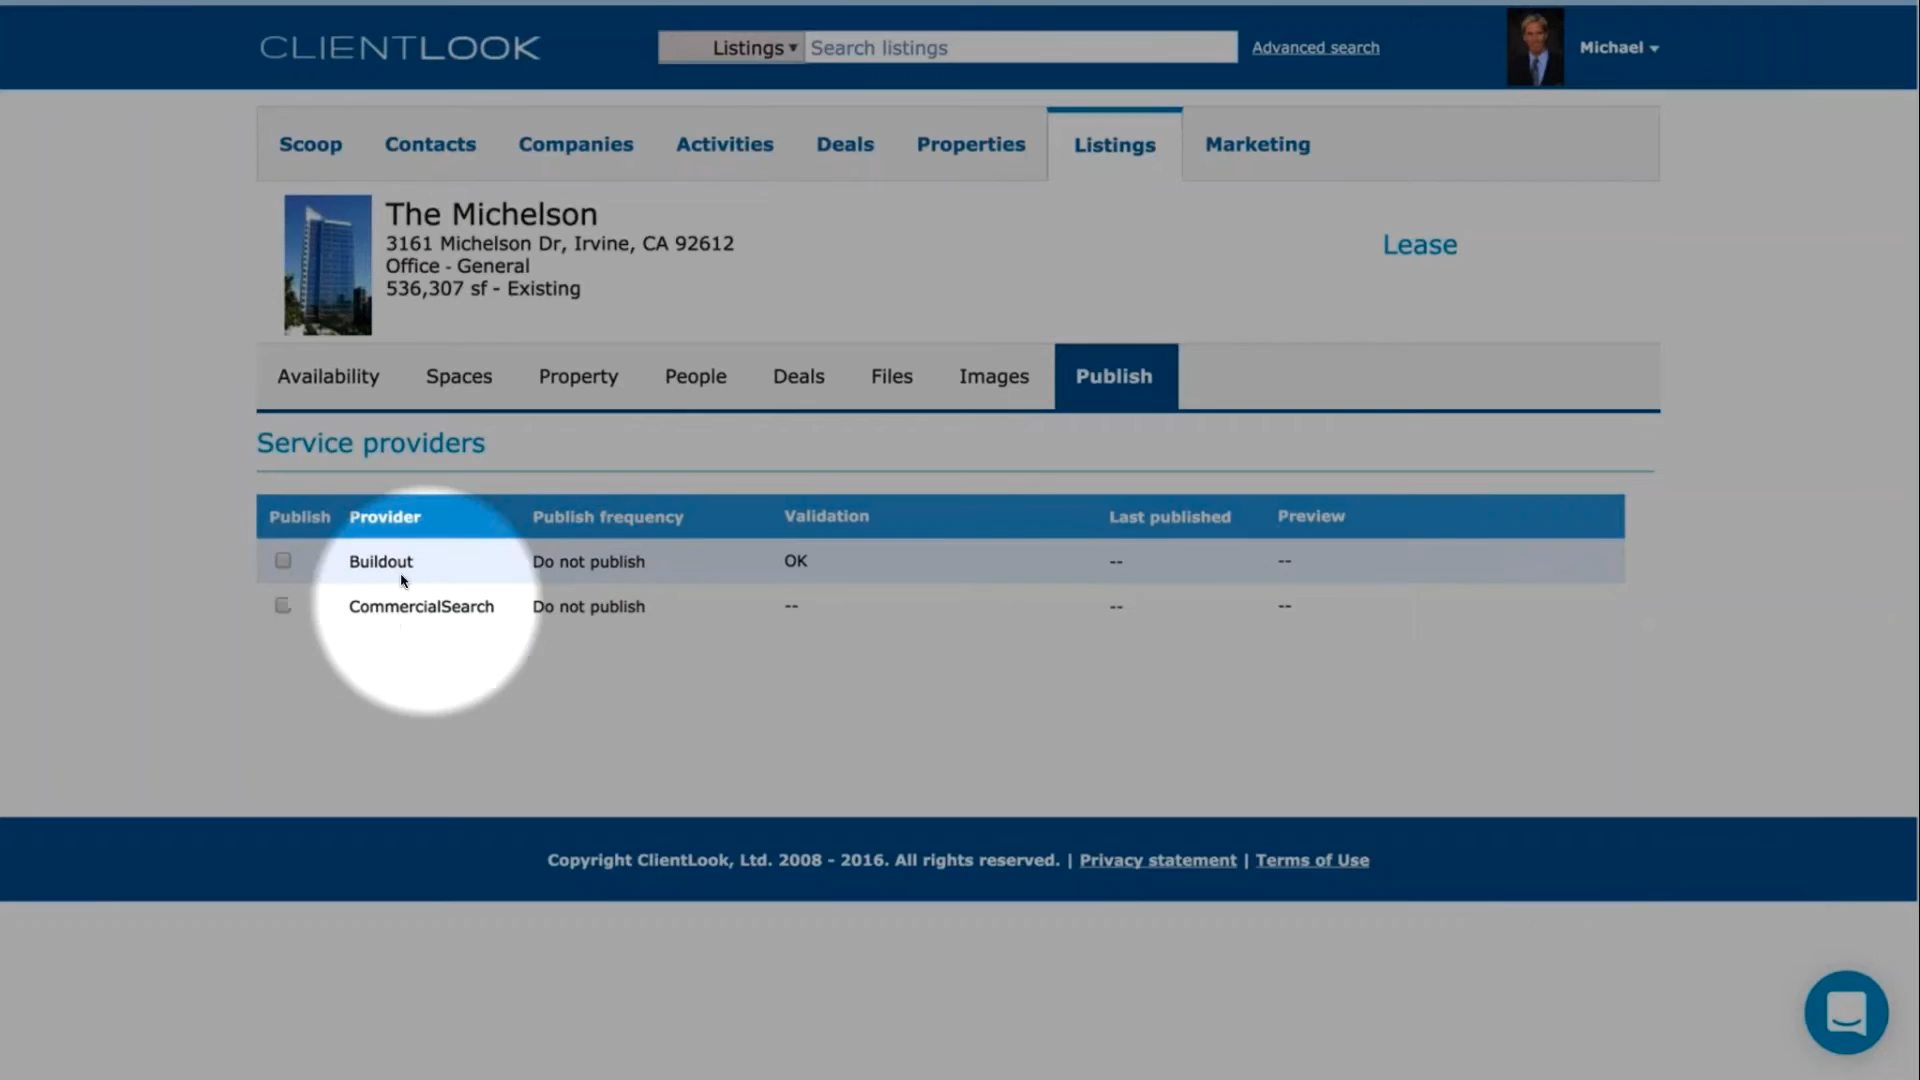 CLIENTLOOK
Listings ▾ Search listings Advanced search Michael
Scoop Contacts Companies Activities Deals Properties Listings Marketing
The Michelson
3161 Michelson Dr, Irvine, CA 92612
Office - General
536,307 sf - Existing
Lease
Availability Spaces Property People Deals Files Images Publish
Service providers
Publish Provider Publish frequency Validation Last published Preview
Buildout Do not publish OK -- --
CommercialSearch Do not publish -- -- --
Copyright ClientLook, Ltd. 2008 - 2016. All rights reserved. | Privacy statement | Terms of Use